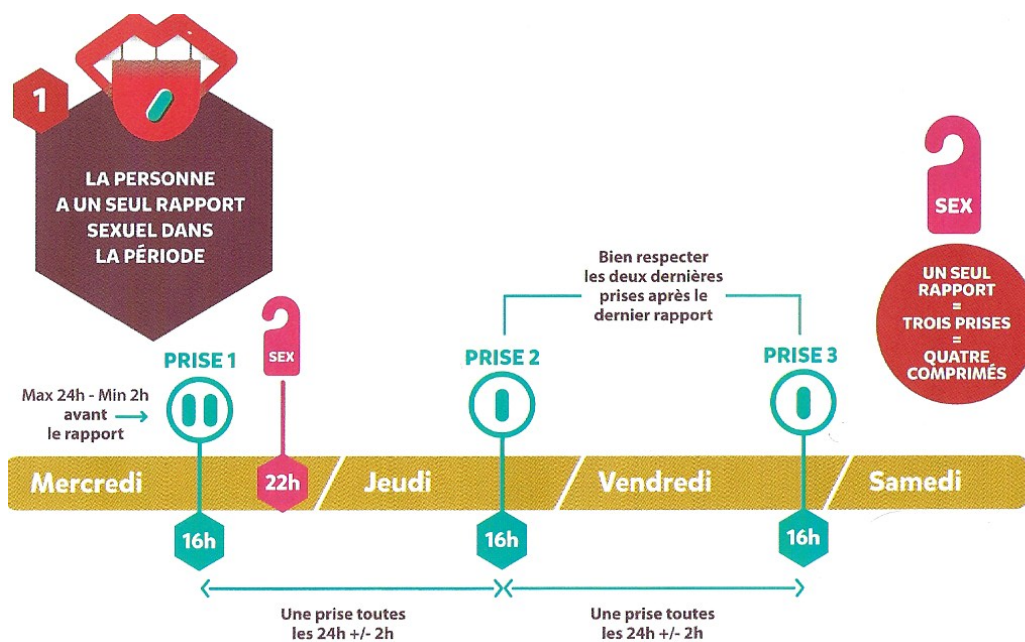 1
LA PERSONNE
A UN SEUL RAPPORT
SEXUEL DANS
LA PÉRIODE
SEX
UN SEUL
RAPPORT
=
TROIS PRISES
=
QUATRE
COMPRIMÉS
Bien respecter
les deux dernières
prises après le
dernier rapport
PRISE 1
SEX
PRISE 2
PRISE 3
Max 24h - Min 2h
avant
le rapport
Mercredi
22h
Jeudi
Vendredi
Samedi
16h
16h
16h
Une prise toutes
les 24h +/- 2h
Une prise toutes
les 24h +/- 2h